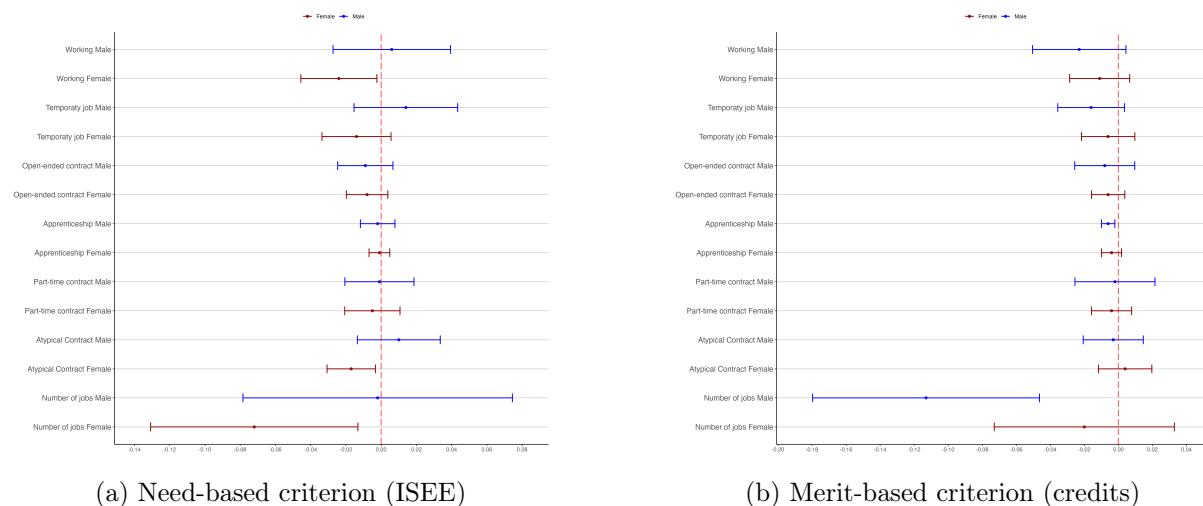 Female Male
Working Male
Working Female
Temporaty job Male
Temporaty job Female
Open-ended contract Male
Open-ended contract Female
Apprenticeship Male
Apprenticeship Female
Part-time contract Male
Part-time contract Female
Atypical Contract Male
Atypical Contract Female
Number of jobs Male
Number of jobs Female
-0.14 -0.12 -0.10 -0.08 -0.06 -0.04 -0.02 0.00 0.02 0.04 0.06 0.08
(a) Need-based criterion (ISEE)
Female Male
Working Male
Working Female
Temporaty job Male
Temporaty job Female
Open-ended contract Male
Open-ended contract Female
Apprenticeship Male
Apprenticeship Female
Part-time contract Male
Part-time contract Female
Atypical Contract Male
Atypical Contract Female
Number of jobs Male
Number of jobs Female
-0.20 -0.18 -0.16 -0.14 -0.12 -0.10 -0.08 -0.06 -0.04 -0.02 0.00 0.02 0.04
(b) Merit-based criterion (credits)